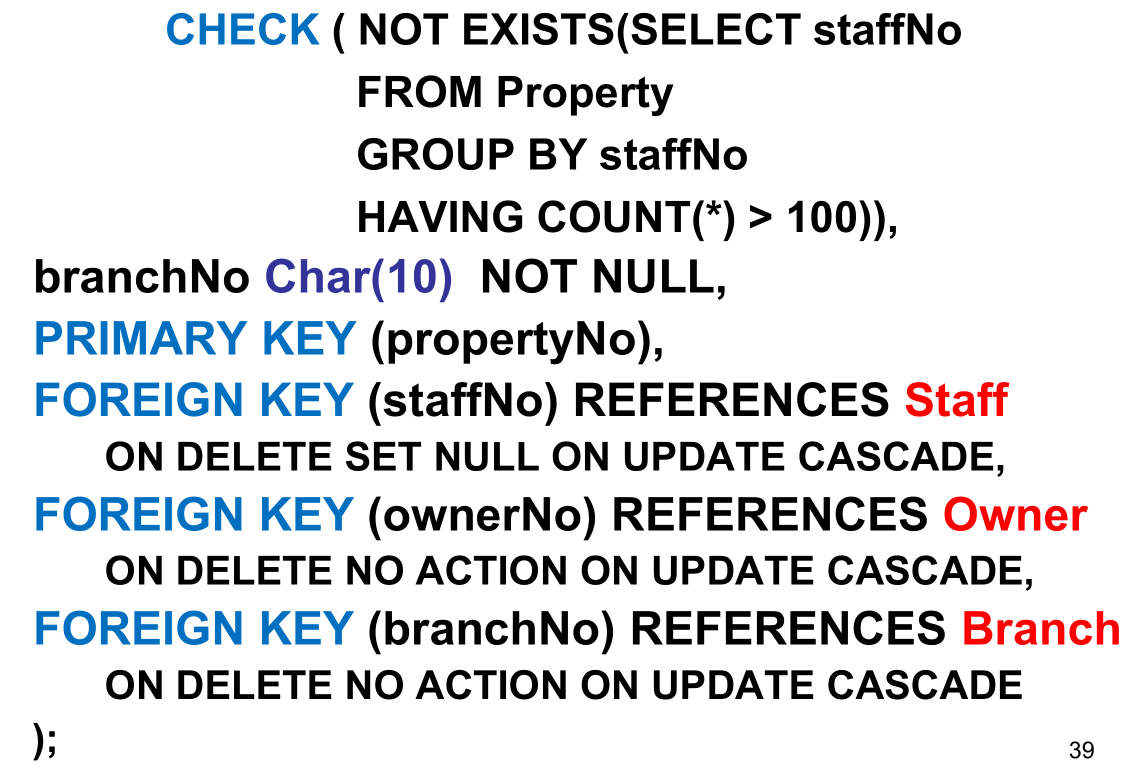 CHECK ( NOT EXISTS(SELECT staffNo
FROM Property
GROUP BY staffNo
HAVING COUNT(*) > 100)),
branchNo Char(10) NOT NULL,
PRIMARY KEY (propertyNo),
FOREIGN KEY (staffNo) REFERENCES Staff
ON DELETE SET NULL ON UPDATE CASCADE,
FOREIGN KEY (ownerNo) REFERENCES Owner
ON DELETE NO ACTION ON UPDATE CASCADE,
FOREIGN KEY (branchNo) REFERENCES Branch
ON DELETE NO ACTION ON UPDATE CASCADE
);
39